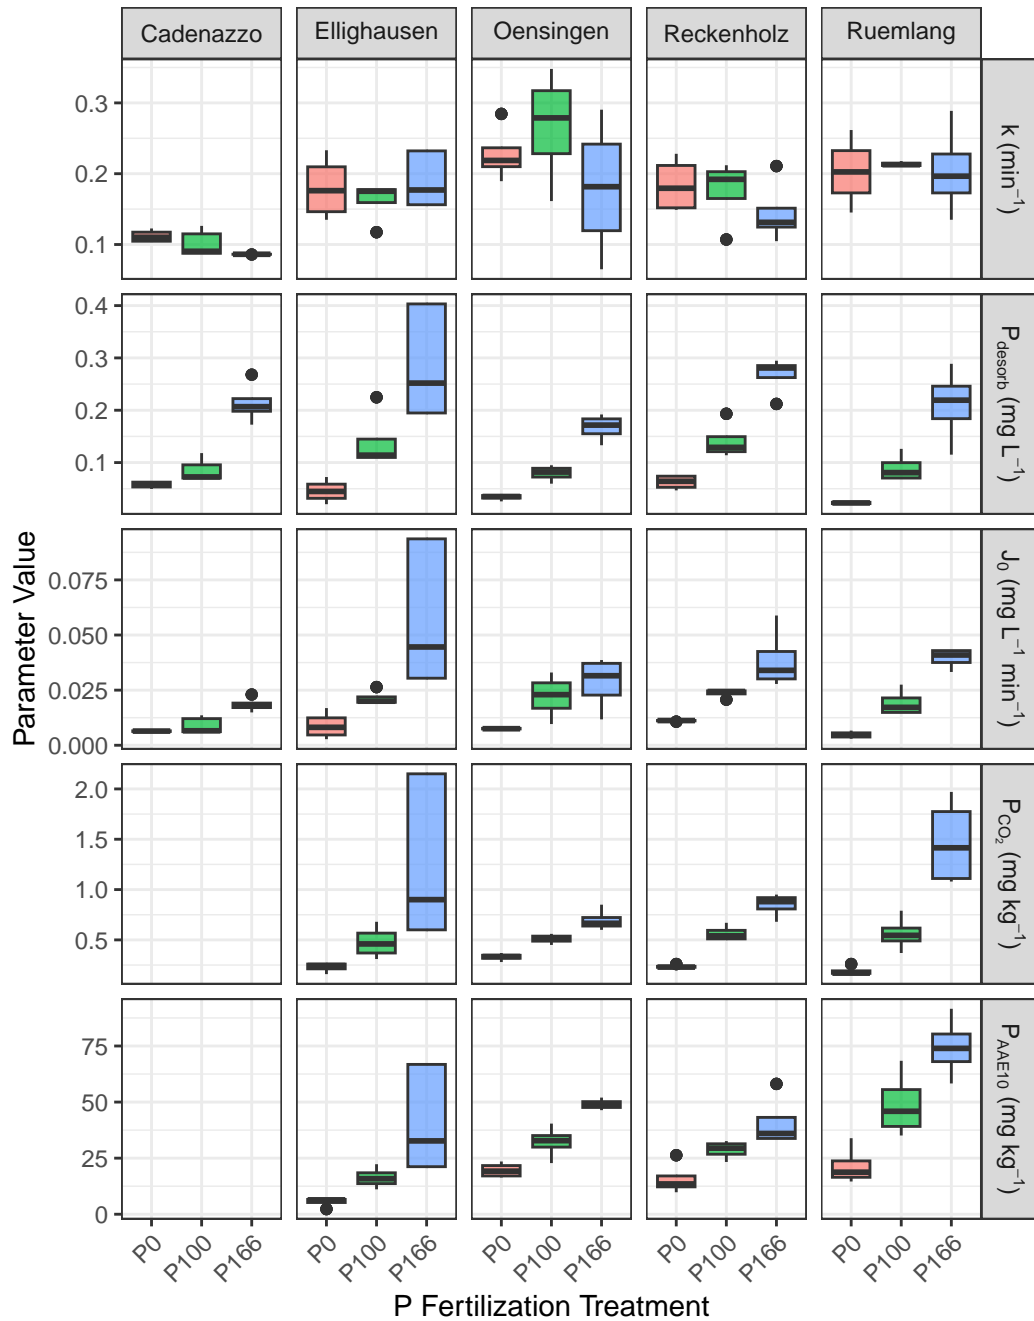 Cadenazzo Ellighausen Oensingen Reckenholz Ruemlang
k (min⁻¹)
0.3
0.2
0.1
P_desorb (mg L⁻¹)
0.4
0.3
0.2
0.1
J₀ (mg L⁻¹ min⁻¹)
0.075
0.050
0.025
0.000
P_CO₂ (mg kg⁻¹)
2.0
1.5
1.0
0.5
P_AAE10 (mg kg⁻¹)
75
50
25
0
Parameter Value
P0 P100 P166 P0 P100 P166 P0 P100 P166 P0 P100 P166 P0 P100 P166
P Fertilization Treatment